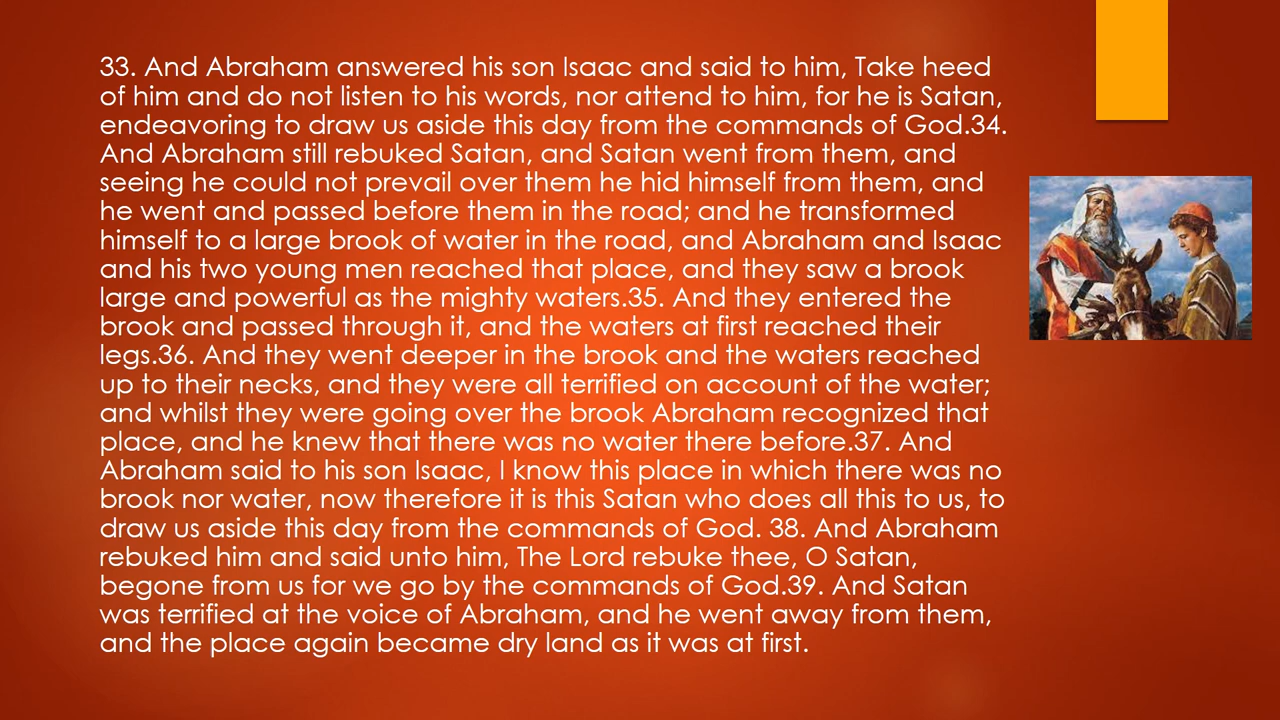 33. And Abraham answered his son Isaac and said to him, Take heed
of him and do not listen to his words, nor attend to him, for he is Satan,
endeavoring to draw us aside this day from the commands of God.34.
And Abraham still rebuked Satan, and Satan went from them, and
seeing he could not prevail over them he hid himself from them, and
he went and passed before them in the road; and he transformed
himself to a large brook of water in the road, and Abraham and Isaac
and his two young men reached that place, and they saw a brook
large and powerful as the mighty waters.35. And they entered the
brook and passed through it, and the waters at first reached their
legs.36. And they went deeper in the brook and the waters reached
up to their necks, and they were all terrified on account of the water;
and whilst they were going over the brook Abraham recognized that
place, and he knew that there was no water there before.37. And
Abraham said to his son Isaac, I know this place in which there was no
brook nor water, now therefore it is this Satan who does all this to us, to
draw us aside this day from the commands of God. 38. And Abraham
rebuked him and said unto him, The Lord rebuke thee, O Satan,
begone from us for we go by the commands of God.39. And Satan
was terrified at the voice of Abraham, and he went away from them,
and the place again became dry land as it was at first.